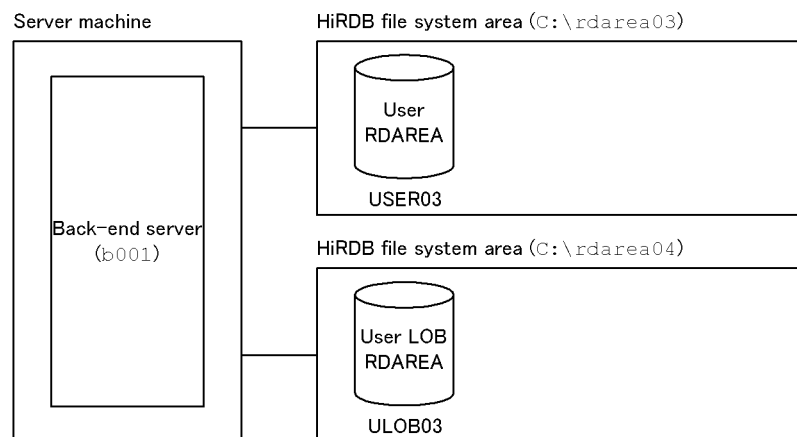 Server machine
HiRDB file system area (C:\rdarea03)
User
RDAREA
USER03
Back-end server
(b001)
HiRDB file system area (C:\rdarea04)
User LOB
RDAREA
ULOB03